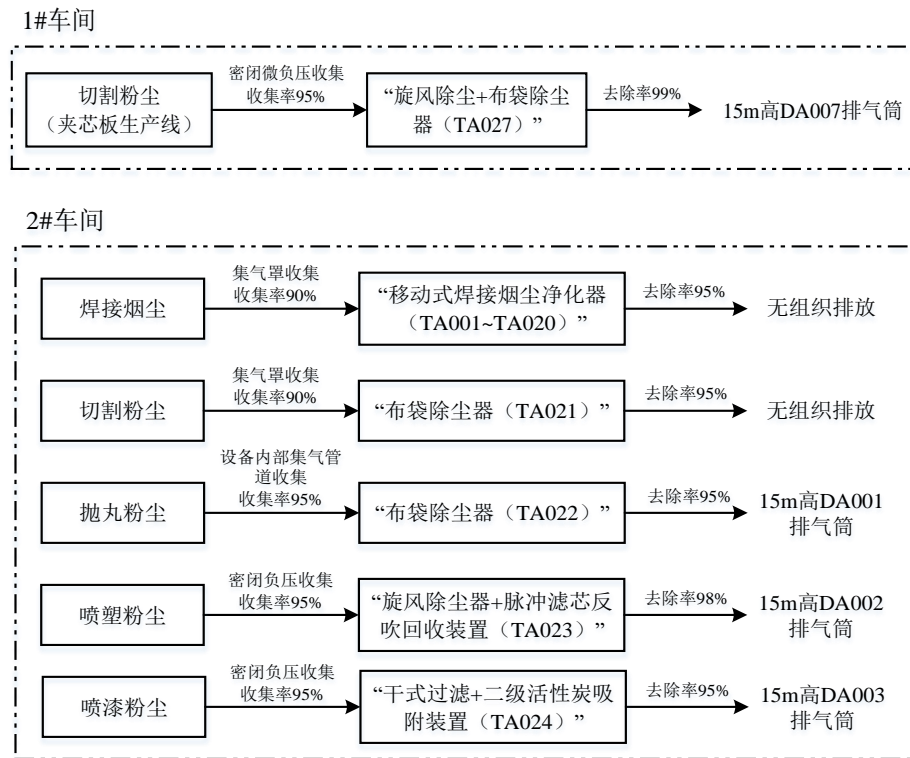 1#车间
切割粉尘
（夹芯板生产线）
密闭微负压收集
收集率95%
“旋风除尘+布袋除尘
器（TA027）”
去除率99%
15m高DA007排气筒
2#车间
焊接烟尘
集气罩收集
收集率90%
“移动式焊接烟尘净化器
（TA001~TA020）”
去除率95%
无组织排放
切割粉尘
集气罩收集
收集率90%
“布袋除尘器（TA021）”
去除率95%
无组织排放
抛丸粉尘
设备内部集气管
道收集
收集率95%
“布袋除尘器（TA022）”
去除率95%
15m高DA001
排气筒
喷塑粉尘
密闭负压收集
收集率95%
“旋风除尘器+脉冲滤芯反
吹回收装置（TA023）”
去除率98%
15m高DA002
排气筒
喷漆粉尘
密闭负压收集
收集率95%
“干式过滤+二级活性炭吸
附装置（TA024）”
去除率95%
15m高DA003
排气筒